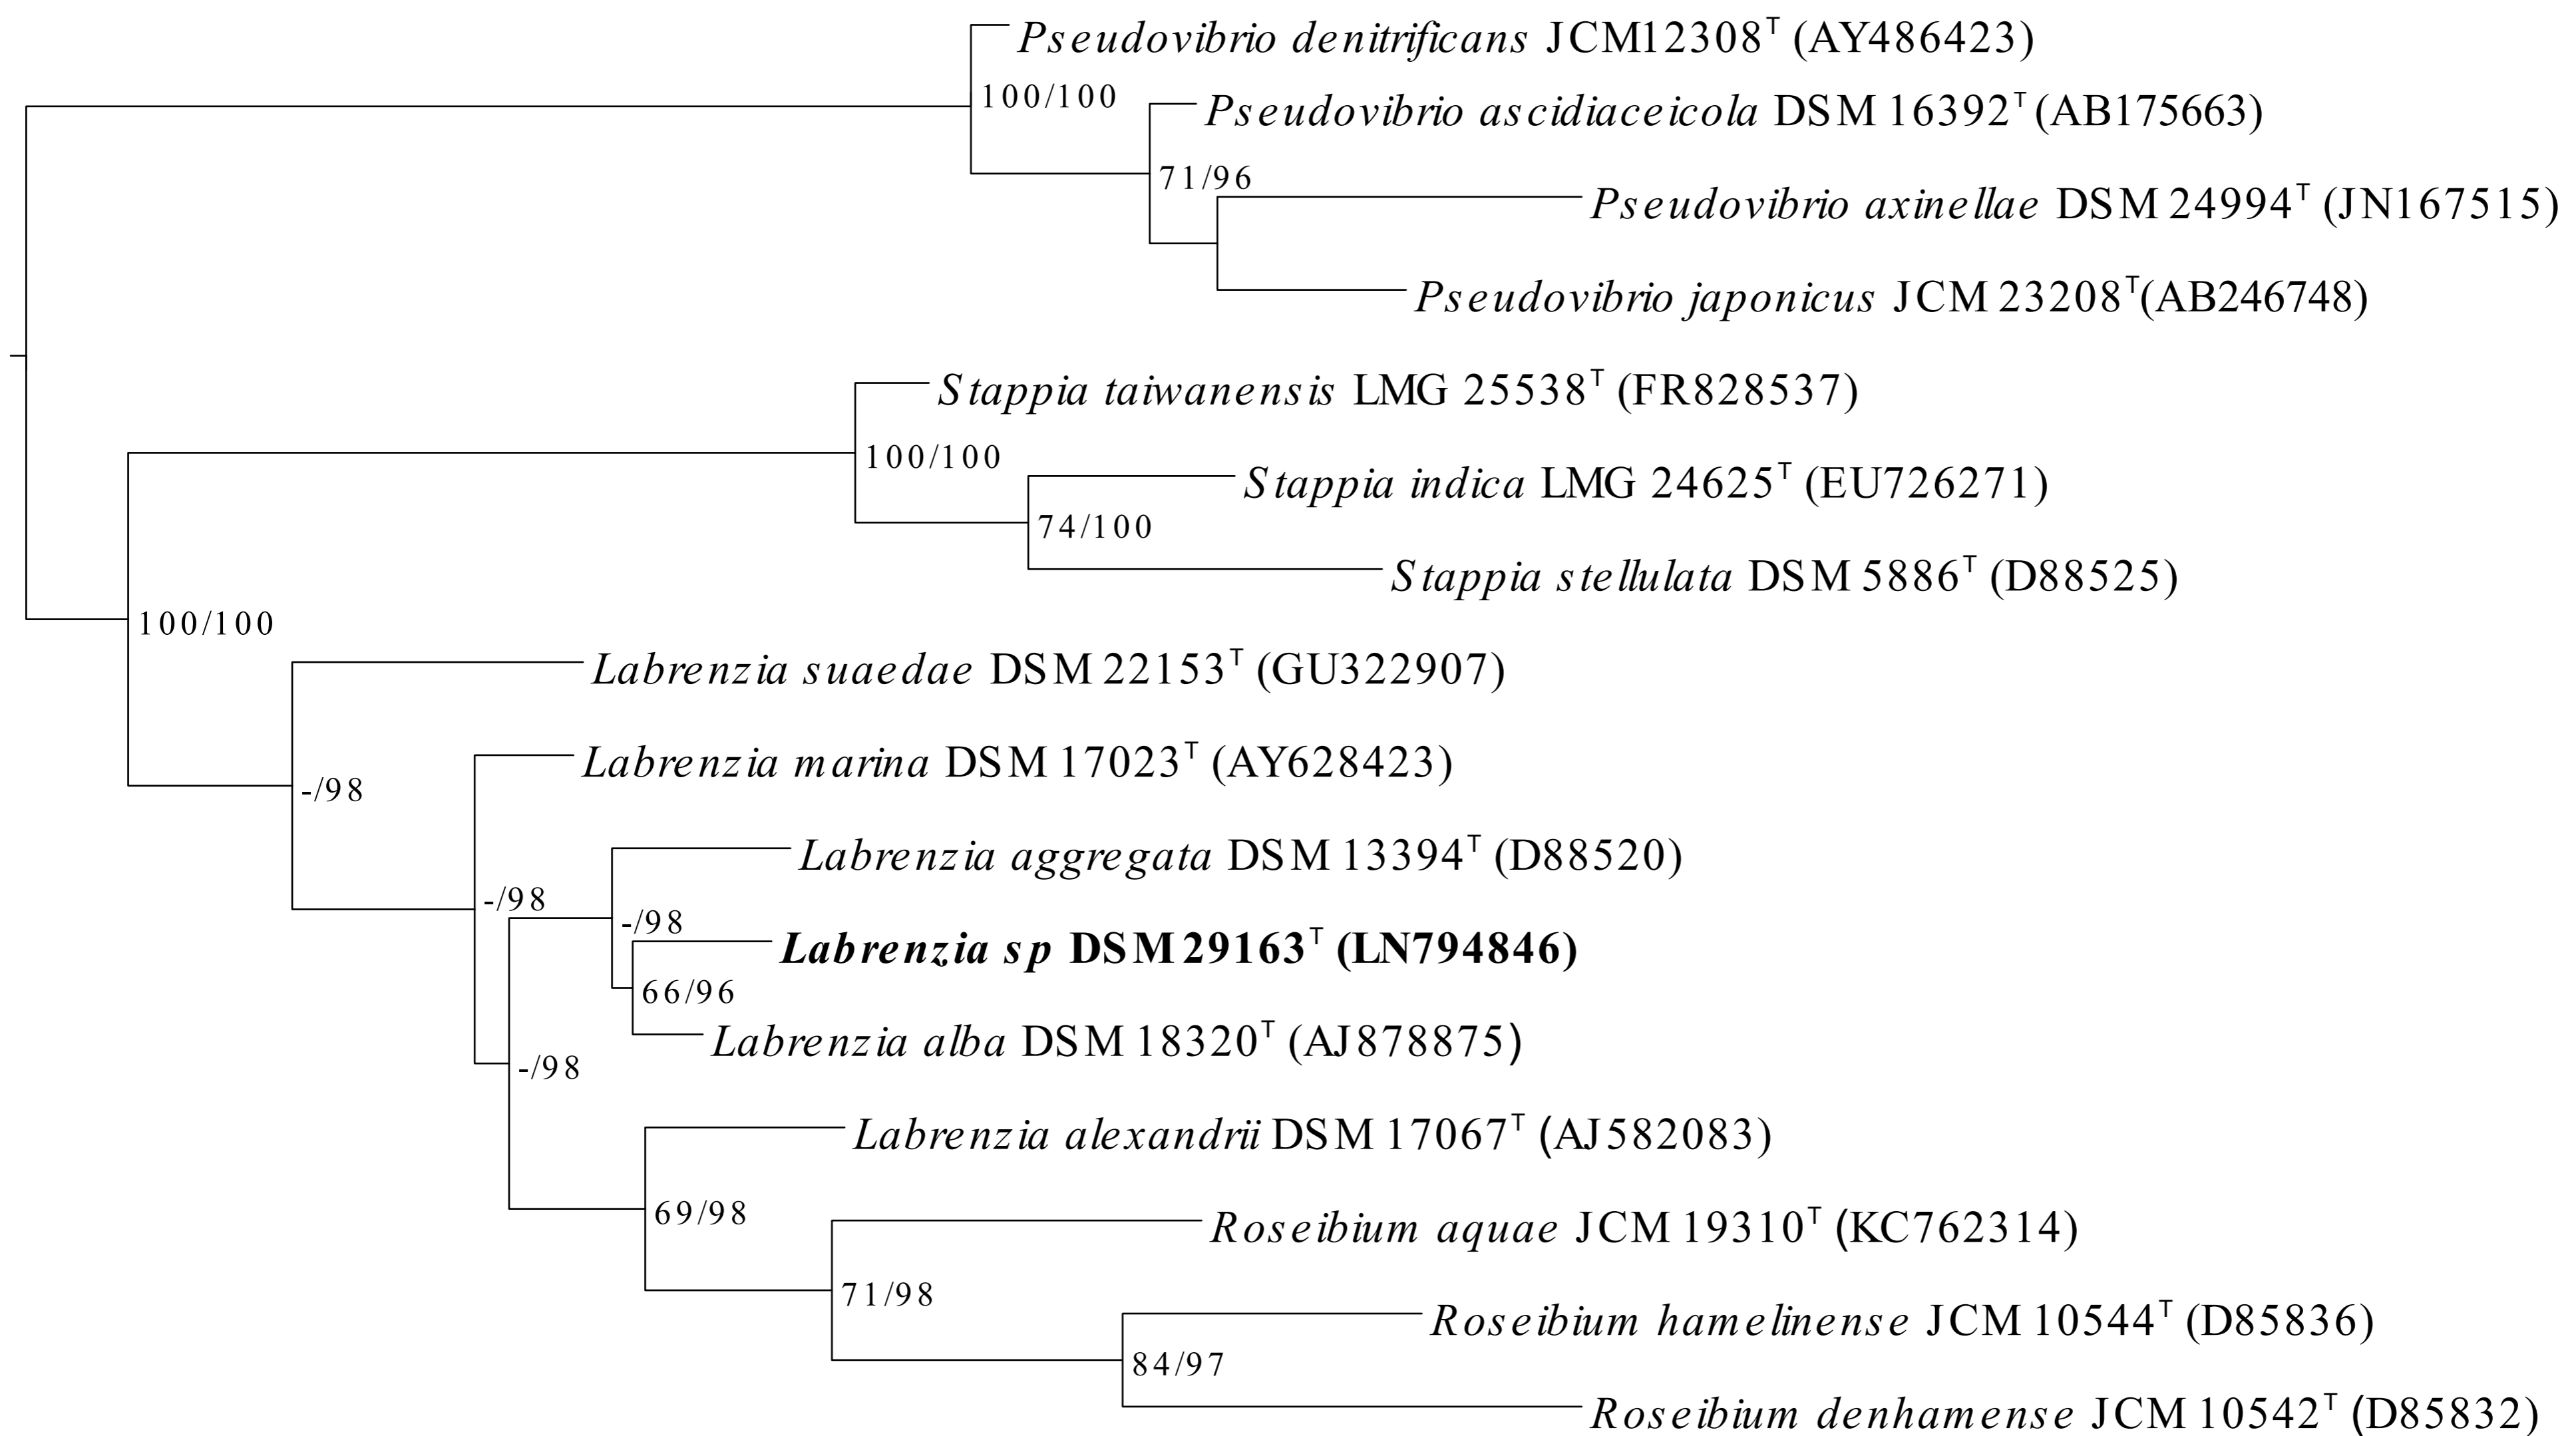 Pseudovibrio denitrificans JCM12308ᵀ (AY486423)
100/100
Pseudovibrio ascidiaceicola DSM 16392ᵀ (AB175663)
71/96
Pseudovibrio axinellae DSM 24994ᵀ (JN167515)
Pseudovibrio japonicus JCM 23208ᵀ(AB246748)
Stappia taiwanensis LMG 25538ᵀ (FR828537)
100/100
Stappia indica LMG 24625ᵀ (EU726271)
74/100
Stappia stellulata DSM 5886ᵀ (D88525)
100/100
Labrenzia suaedae DSM 22153ᵀ (GU322907)
Labrenzia marina DSM 17023ᵀ (AY628423)
-/98
Labrenzia aggregata DSM 13394ᵀ (D88520)
-/98
-/98
Labrenzia sp DSM 29163ᵀ (LN794846)
66/96
Labrenzia alba DSM 18320ᵀ (AJ878875)
-/98
Labrenzia alexandrii DSM 17067ᵀ (AJ582083)
69/98
Roseibium aquae JCM 19310ᵀ (KC762314)
71/98
Roseibium hamelinense JCM 10544ᵀ (D85836)
84/97
Roseibium denhamense JCM 10542ᵀ (D85832)